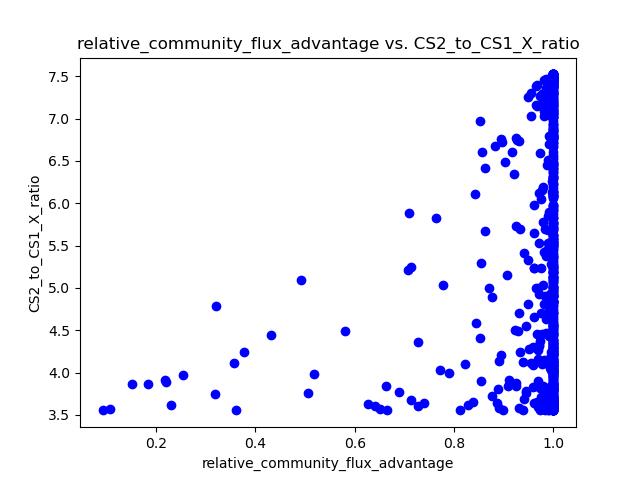 relative_community_flux_advantage vs. CS2_to_CS1_X_ratio
7.5
7.0
6.5
6.0
5.5
5.0
4.5
4.0
3.5
CS2_to_CS1_X_ratio
0.2 0.4 0.6 0.8 1.0
relative_community_flux_advantage